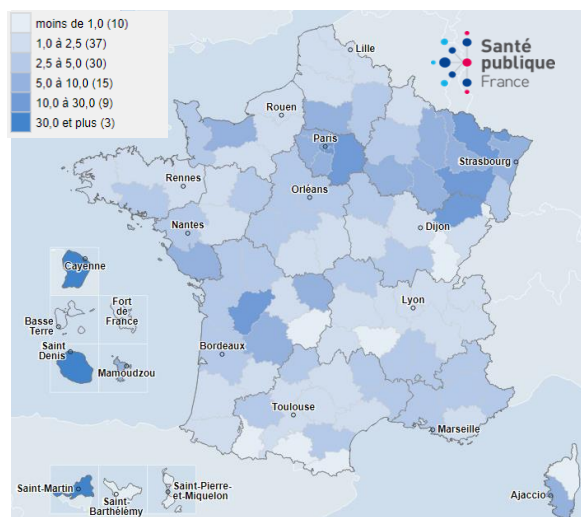 moins de 1,0 (10)
1,0 à 2,5 (37)
2,5 à 5,0 (30)
5,0 à 10,0 (15)
10,0 à 30,0 (9)
30,0 et plus (3)
Santé
publique
France
Lille
Rouen
Paris
Strasbourg
Rennes
Orléans
Nantes
Dijon
Cayenne
Lyon
Basse
Terre
Fort
de
France
Saint
Denis
Mamoudzou
Bordeaux
Toulouse
Marseille
Saint-Martin
Saint-
Barthélémy
Saint-Pierre
-et-Miquelon
Ajaccio